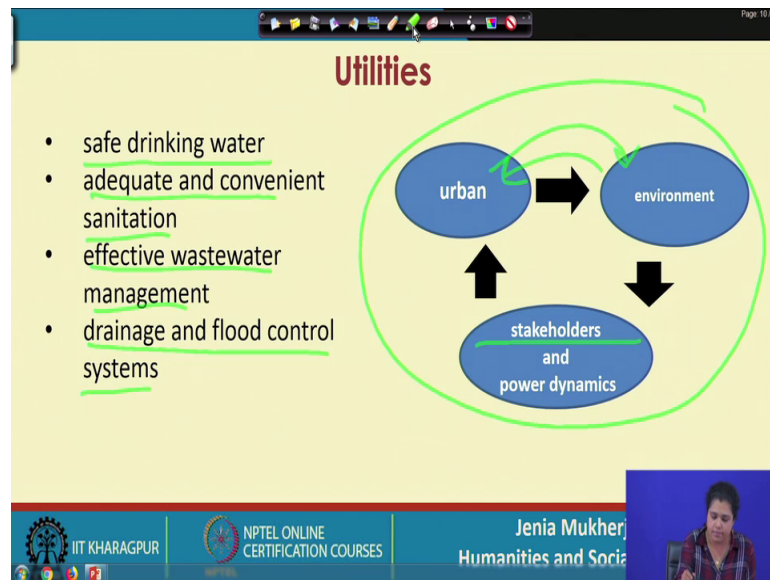 Page: 10 /
Utilities
• safe drinking water
• adequate and convenient
sanitation
• effective wastewater
management
• drainage and flood control
systems
urban
environment
stakeholders
and
power dynamics
IIT KHARAGPUR
NPTEL ONLINE
CERTIFICATION COURSES
Jenia Mukherj
Humanities and Socia